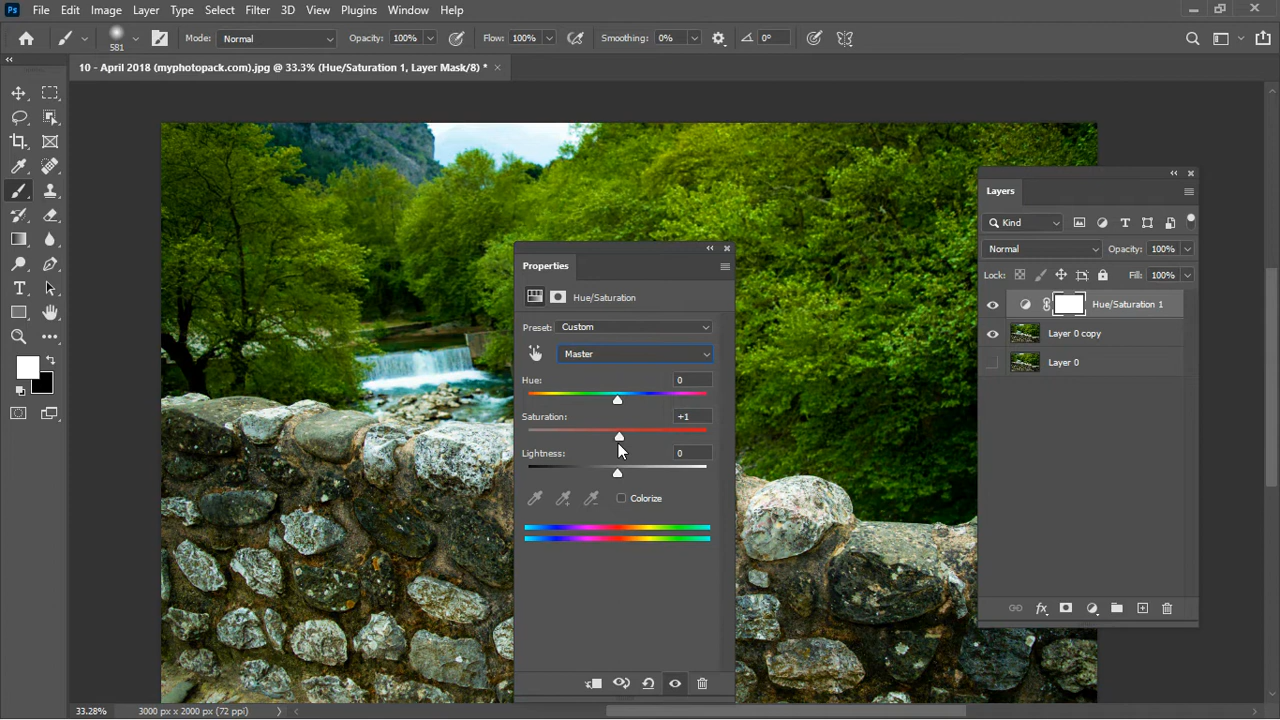 Ps File Edit Image Layer Type Select Filter 3D View Plugins Window Help
581 Mode: Normal Opacity: 100% Flow: 100% Smoothing: 0% 0°
10 - April 2018 (myphotopack.com).jpg @ 33.3% (Hue/Saturation 1, Layer Mask/8) *
Properties
Hue/Saturation
Preset: Custom
Master
Hue: 0
Saturation: +1
Lightness: 0
Colorize
Layers
Kind
Normal Opacity: 100%
Lock: Fill: 100%
Hue/Saturation 1
Layer 0 copy
Layer 0
33.28% 3000 px x 2000 px (72 ppi)